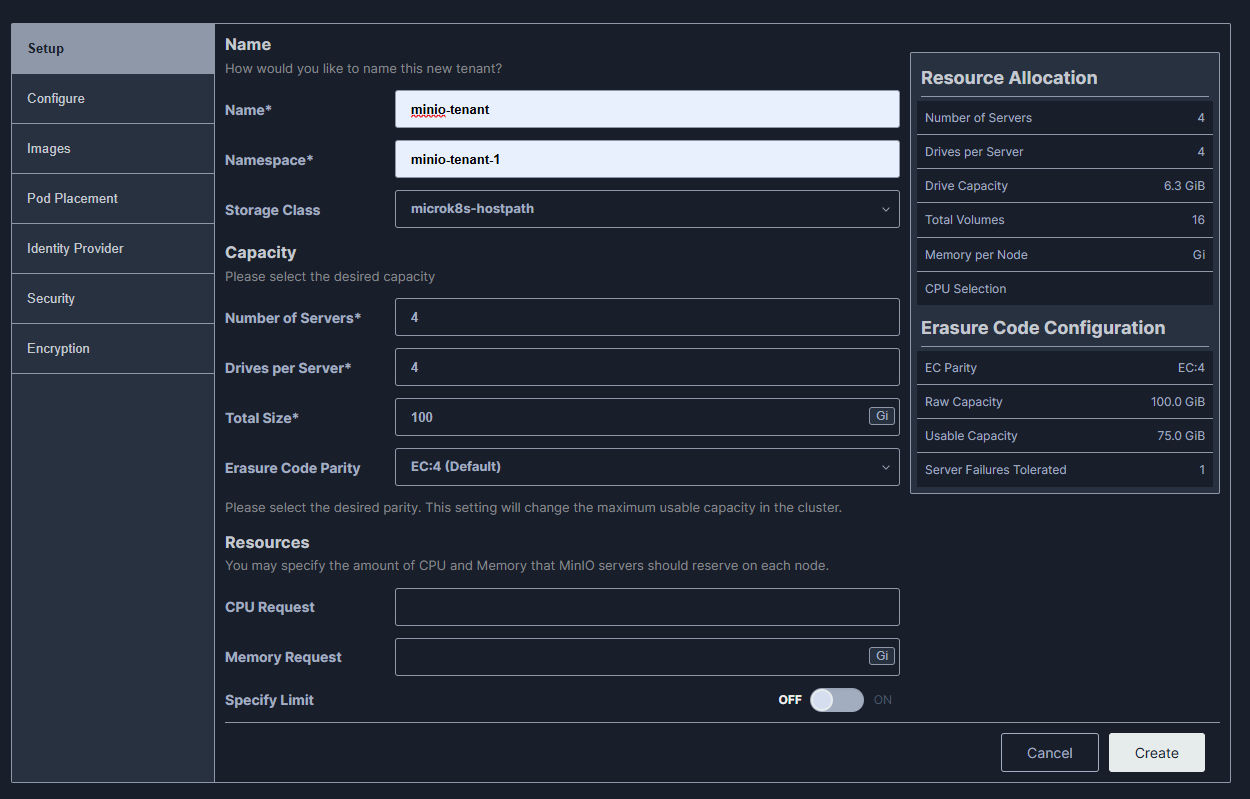 Setup
Configure
Images
Pod Placement
Identity Provider
Security
Encryption
Name
How would you like to name this new tenant?
Name* minio-tenant
Namespace* minio-tenant-1
Storage Class microk8s-hostpath
Capacity
Please select the desired capacity
Number of Servers* 4
Drives per Server* 4
Total Size* 100 Gi
Erasure Code Parity EC:4 (Default)
Please select the desired parity. This setting will change the maximum usable capacity in the cluster.
Resources
You may specify the amount of CPU and Memory that MinIO servers should reserve on each node.
CPU Request
Memory Request Gi
Specify Limit OFF ON
Resource Allocation
Number of Servers 4
Drives per Server 4
Drive Capacity 6.3 GiB
Total Volumes 16
Memory per Node Gi
CPU Selection
Erasure Code Configuration
EC Parity EC:4
Raw Capacity 100.0 GiB
Usable Capacity 75.0 GiB
Server Failures Tolerated 1
Cancel Create